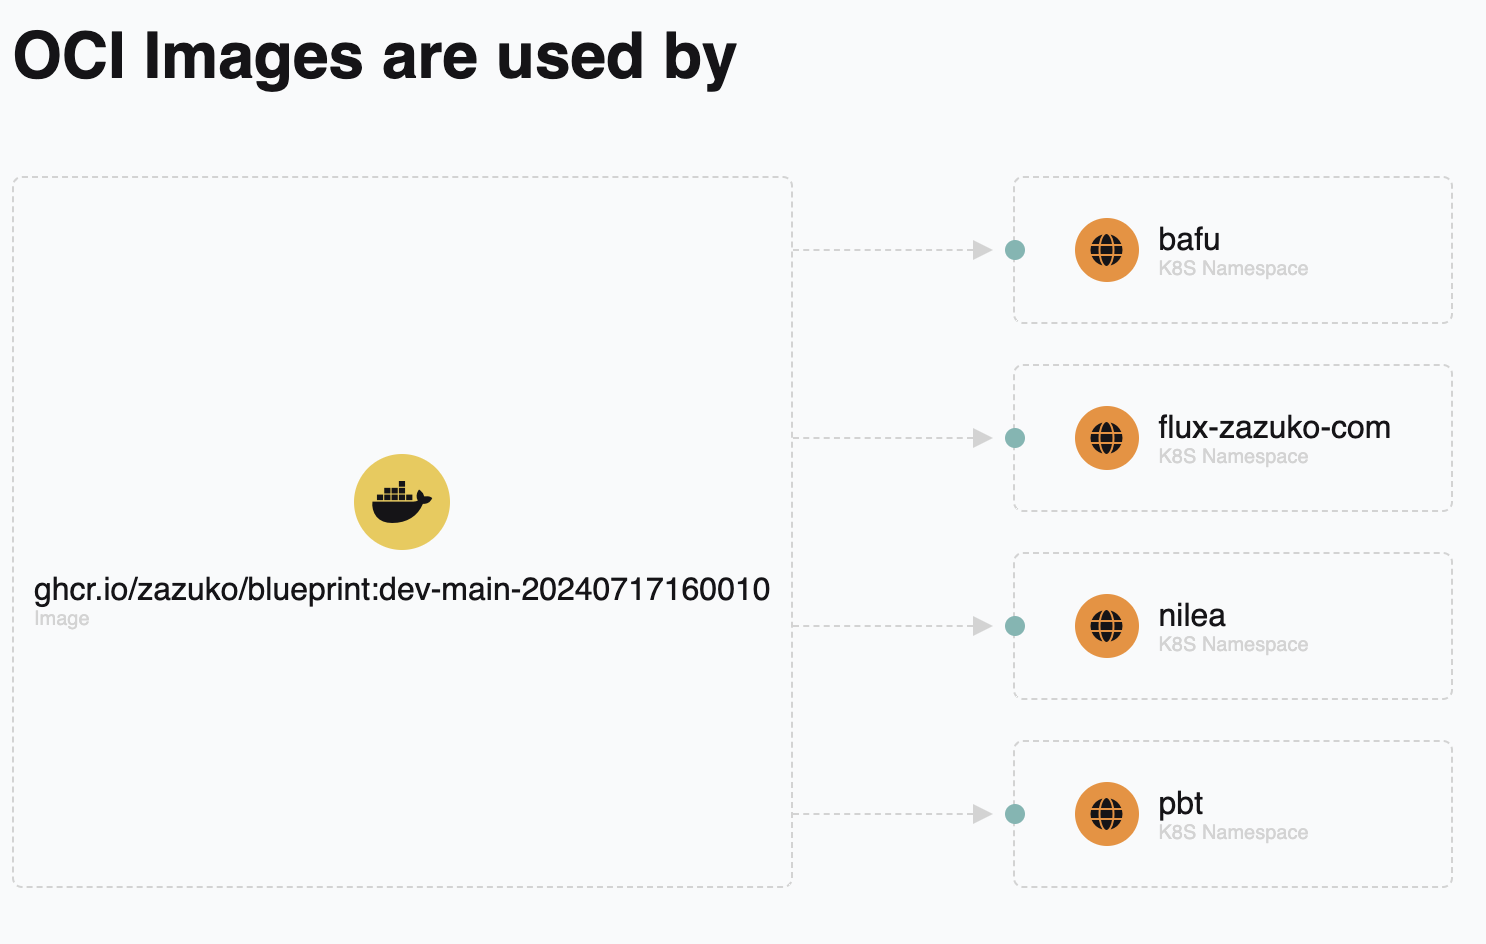 OCI Images are used by
ghcr.io/zazuko/blueprint:dev-main-20240717160010
Image
bafu
K8S Namespace
flux-zazuko-com
K8S Namespace
nilea
K8S Namespace
pbt
K8S Namespace